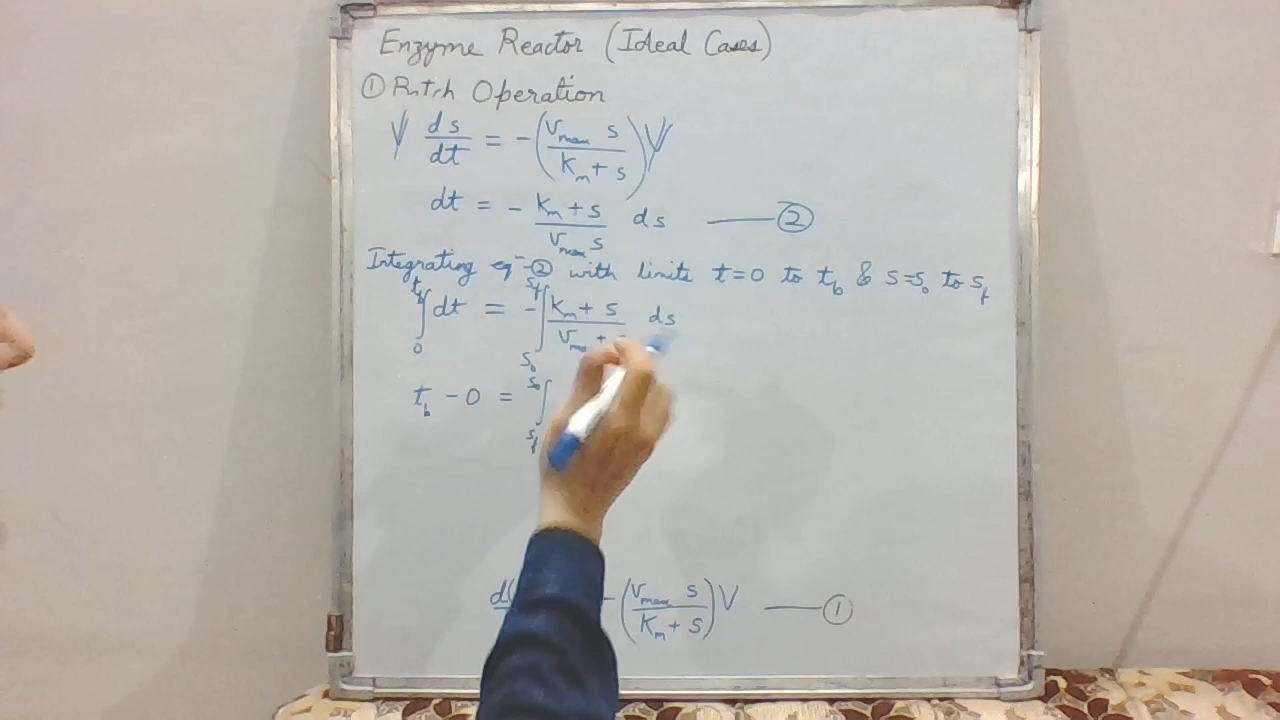 Enzyme Reactor (Ideal Cases)
① Batch Operation
V ds/dt = -(Vmax s / Km + s) V
dt = - Km + s / Vmax s ds —— ②
Integrating eqn ② with limits t=0 to tb & s=s0 to sf
∫0^tb dt = -∫s0^sf Km + s / Vma ds
tb - 0 = ∫sf^s0
d( - (Vmax s / Km + s) V —— ①